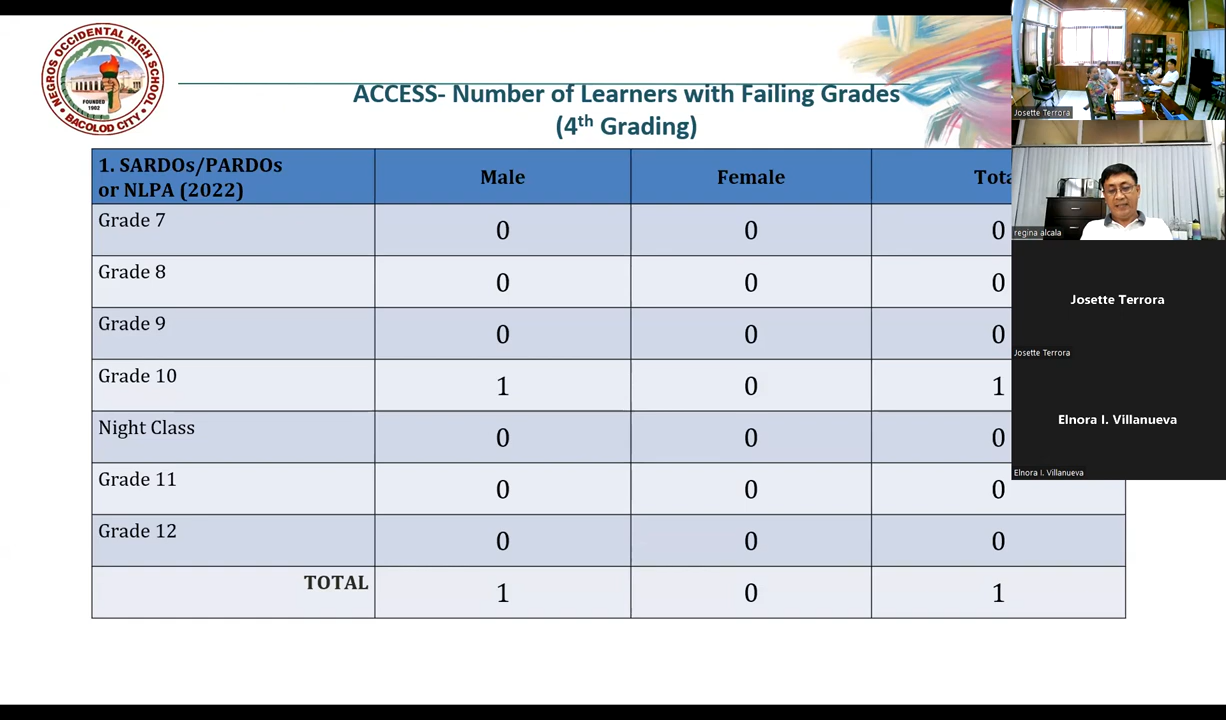 NEGROS OCCIDENTAL HIGH SCHOOL
FOUNDED
1902
BACOLOD CITY
ACCESS- Number of Learners with Failing Grades
(4th Grading)
1. SARDOs/PARDOs
or NLPA (2022)
Male
Female
Tota
Grade 7
0
0
0
Grade 8
0
0
0
Grade 9
0
0
0
Grade 10
1
0
1
Night Class
0
0
0
Grade 11
0
0
0
Grade 12
0
0
0
TOTAL
1
0
1
Josette Terrora
regina alcala
Josette Terrora
Josette Terrora
Elnora I. Villanueva
Elnora I. Villanueva